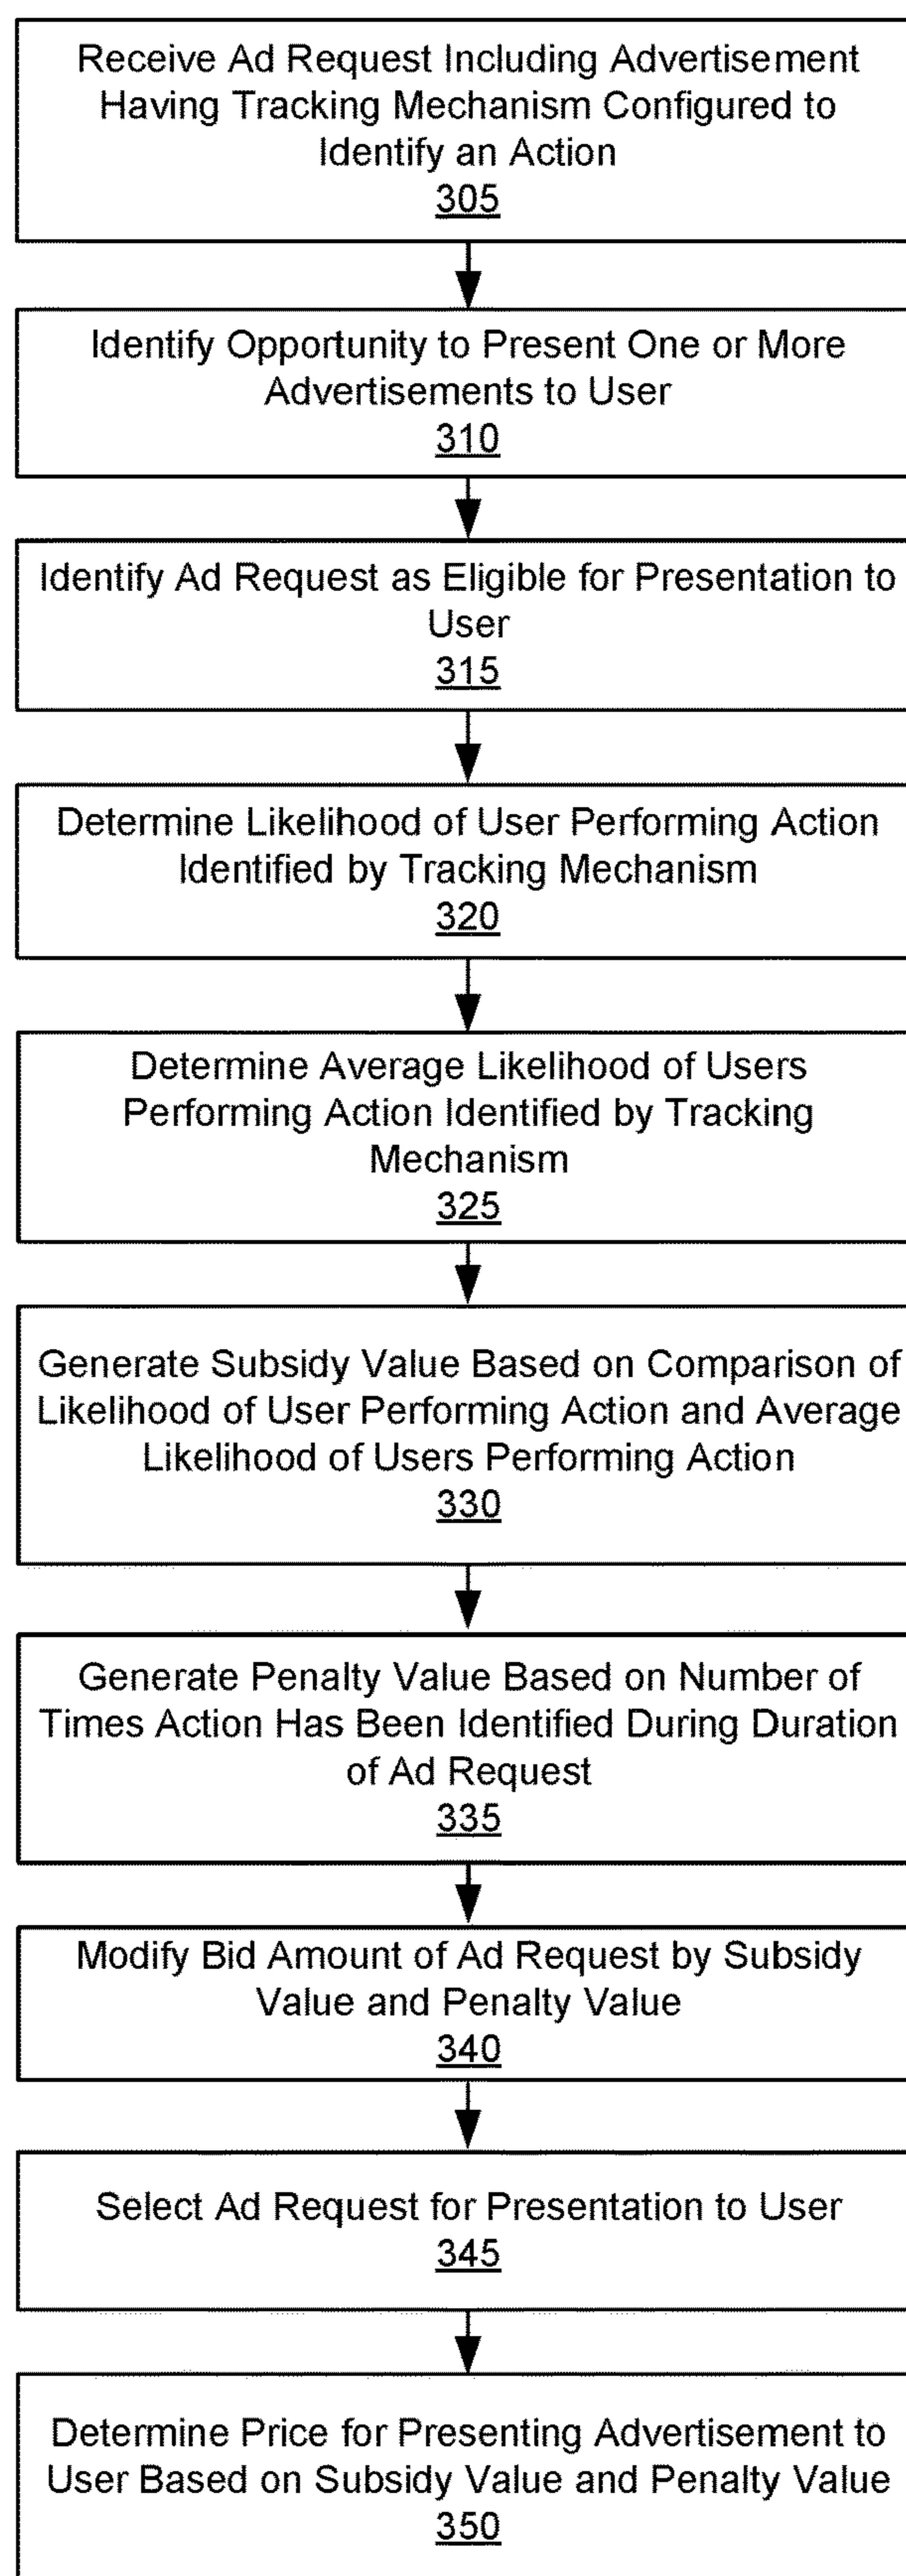 Receive Ad Request Including Advertisement
Having Tracking Mechanism Configured to
Identify an Action
305
Identify Opportunity to Present One or More
Advertisements to User
310
Identify Ad Request as Eligible for Presentation to
User
315
Determine Likelihood of User Performing Action
Identified by Tracking Mechanism
320
Determine Average Likelihood of Users
Performing Action Identified by Tracking
Mechanism
325
Generate Subsidy Value Based on Comparison of
Likelihood of User Performing Action and Average
Likelihood of Users Performing Action
330
Generate Penalty Value Based on Number of
Times Action Has Been Identified During Duration
of Ad Request
335
Modify Bid Amount of Ad Request by Subsidy
Value and Penalty Value
340
Select Ad Request for Presentation to User
345
Determine Price for Presenting Advertisement to
User Based on Subsidy Value and Penalty Value
350